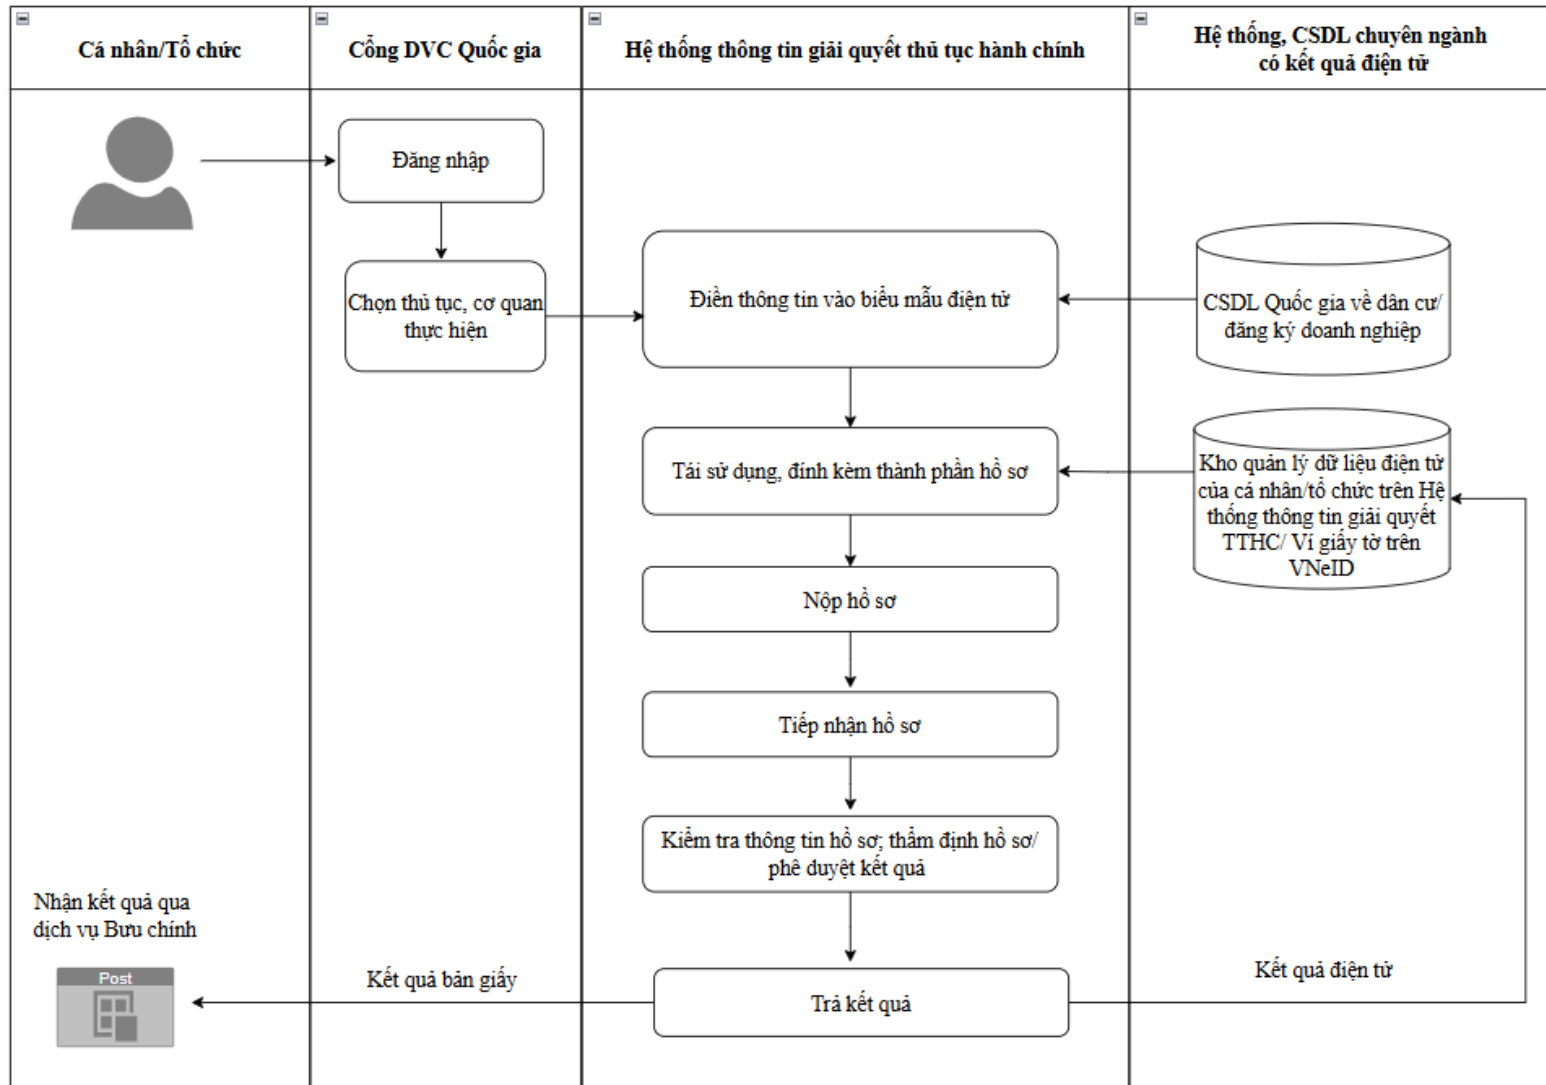 Cá nhân/Tổ chức
Cổng DVC Quốc gia
Hệ thống thông tin giải quyết thủ tục hành chính
Hệ thống, CSDL chuyên ngành
có kết quả điện tử
Đăng nhập
Chọn thủ tục, cơ quan
thực hiện
Điền thông tin vào biểu mẫu điện tử
CSDL Quốc gia về dân cư/
đăng ký doanh nghiệp
Tái sử dụng, đính kèm thành phần hồ sơ
Kho quản lý dữ liệu điện tử
của cá nhân/tổ chức trên Hệ
thống thông tin giải quyết
TTHC/ Ví giấy tờ trên
VNeID
Nộp hồ sơ
Tiếp nhận hồ sơ
Kiểm tra thông tin hồ sơ; thẩm định hồ sơ/
phê duyệt kết quả
Nhận kết quả qua
dịch vụ Bưu chính
Post
Kết quả bản giấy
Trả kết quả
Kết quả điện tử